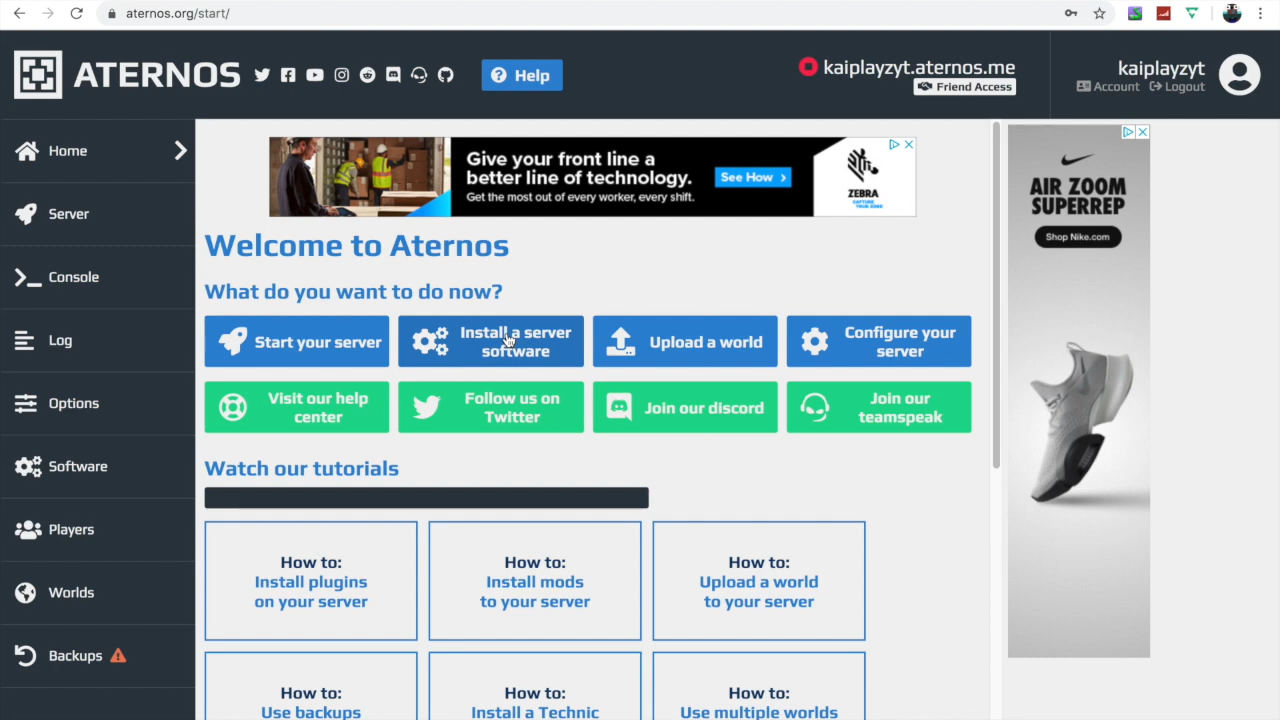 aternos.org/start/
ATERNOS
Help
kaiplayzyt.aternos.me
Friend Access
kaiplayzyt
Account
Logout
Home
Server
Console
Log
Options
Software
Players
Worlds
Backups
Give your front line a
better line of technology.
Get the most out of every worker, every shift.
See How
ZEBRA
CAPTURE YOUR EDGE
AIR ZOOM
SUPERREP
Shop Nike.com
Welcome to Aternos
What do you want to do now?
Start your server
Install a server
software
Upload a world
Configure your
server
Visit our help
center
Follow us on
Twitter
Join our discord
Join our
teamspeak
Watch our tutorials
How to:
Install plugins
on your server
How to:
Install mods
to your server
How to:
Upload a world
to your server
How to:
Use backups
How to:
Install a Technic
How to:
Use multiple worlds